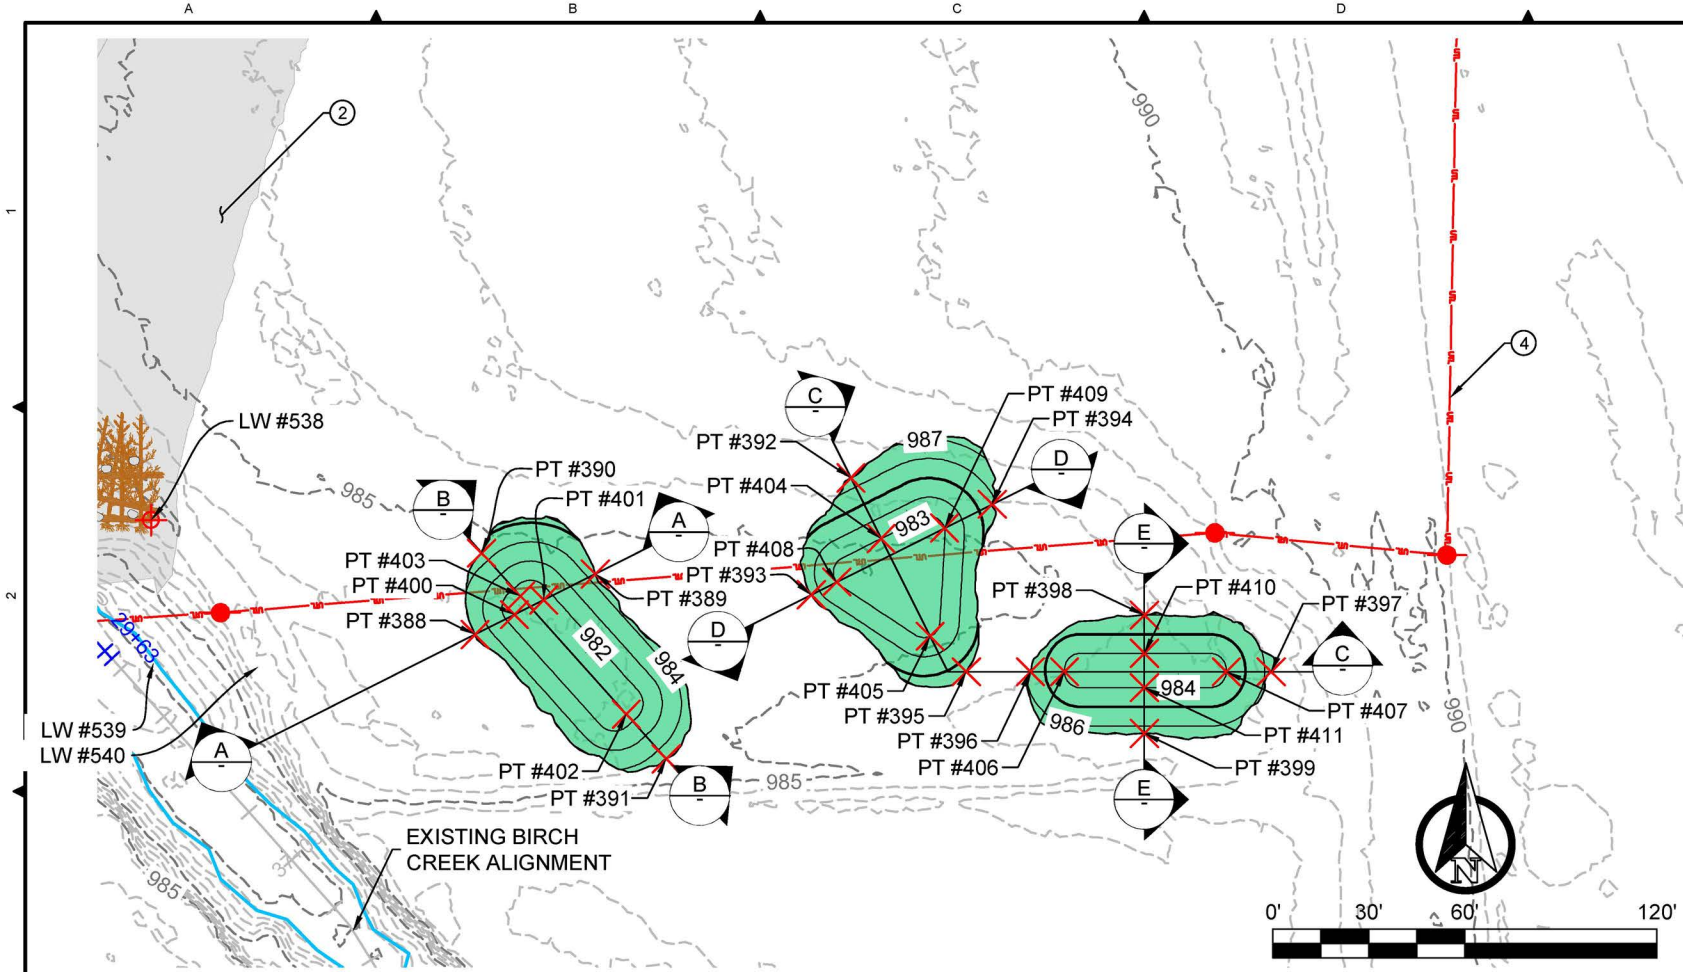 A
B
C
D
1
2
2
4
990
LW #538
985
PT #390
PT #401
B
-
A
-
PT #403
PT #400
PT #388
PT #389
PT #393
PT #408
D
-
982
984
C
-
PT #392
PT #404
987
983
PT #409
PT #394
D
-
E
-
PT #398
PT #410
PT #397
C
-
PT #405
PT #395
PT #396
PT #406
984
986
PT #407
PT #411
PT #399
E
-
29+63
LW #539
LW #540
A
-
PT #402
PT #391
B
-
985
990
EXISTING BIRCH
CREEK ALIGNMENT
985
N
0' 30' 60' 120'